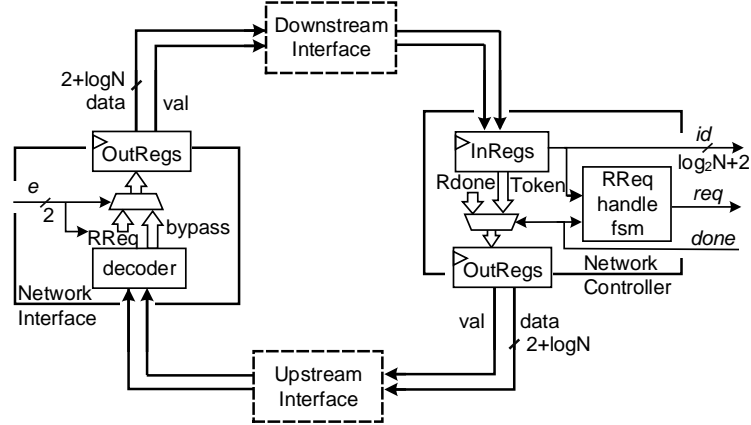 Downstream
Interface
2+logN
data
val
OutRegs
e
2
RReq
bypass
decoder
Network
Interface
InRegs
id
log₂N+2
Rdone
Token
RReq
handle
fsm
req
done
OutRegs
Network
Controller
val
data
2+logN
Upstream
Interface